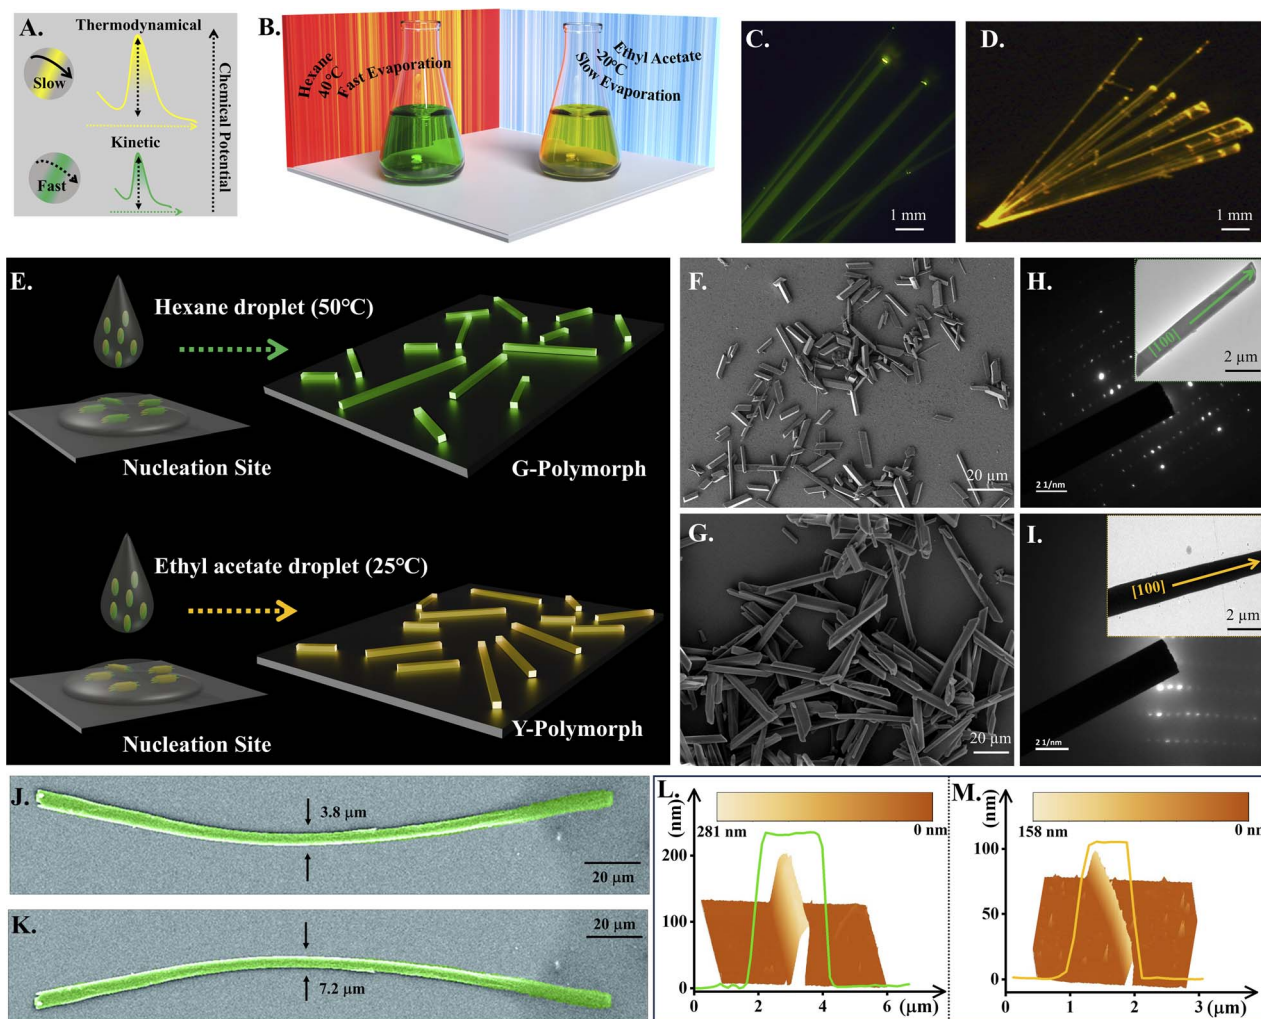 A.
Thermodynamical
Slow
Kinetic
Fast
Chemical Potential
B.
Hexane
40℃
Fast Evaporation
Ethyl Acetate
-20℃
Slow Evaporation
C.
1 mm
D.
1 mm
E.
Hexane droplet (50℃)
Nucleation Site
G-Polymorph
Ethyl acetate droplet (25℃)
Nucleation Site
Y-Polymorph
F.
20 μm
G.
20 μm
H.
[100]
2 μm
2 1/nm
I.
[100]
2 μm
2 1/nm
J.
3.8 μm
20 μm
K.
7.2 μm
20 μm
L.
(nm)
281 nm
0 nm
200
100
0
0 2 4 6 (μm)
M.
(nm)
158 nm
0 nm
100
50
0
1 2 3 (μm)